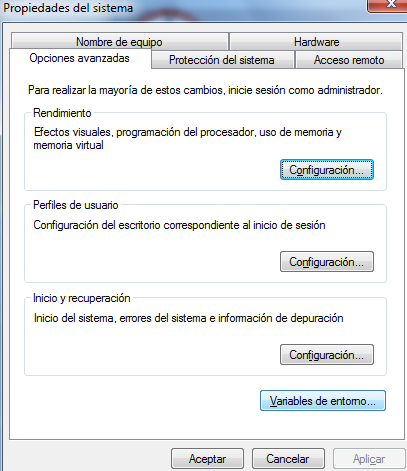 Propiedades del sistema
Nombre de equipo
Hardware
Opciones avanzadas
Protección del sistema
Acceso remoto
Para realizar la mayoría de estos cambios, inicie sesión como administrador.
Rendimiento
Efectos visuales, programación del procesador, uso de memoria y
memoria virtual
Configuración...
Perfiles de usuario
Configuración del escritorio correspondiente al inicio de sesión
Configuración...
Inicio y recuperación
Inicio del sistema, errores del sistema e información de depuración
Configuración...
Variables de entorno...
Aceptar
Cancelar
Aplicar